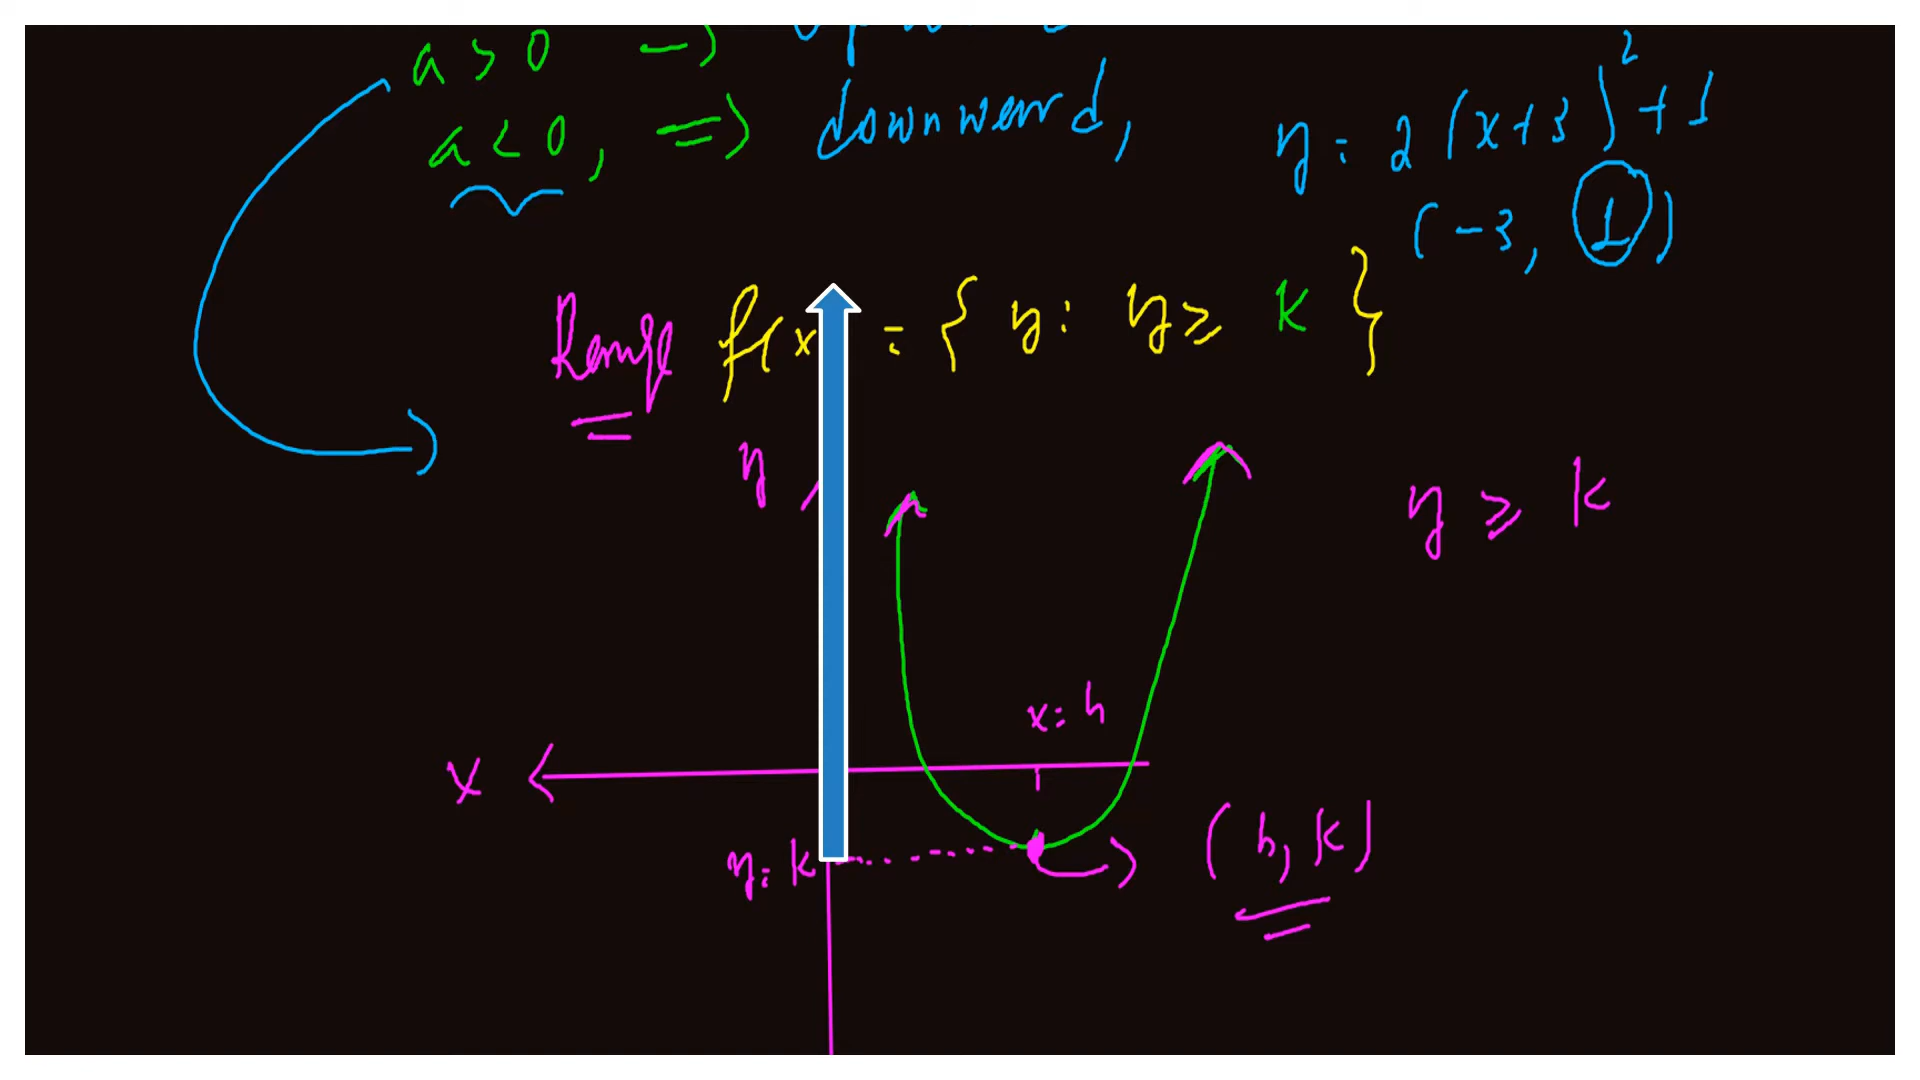 a > 0 →
a < 0, ⇒ downward,
y = 2(x+3)² + 1
(-3, 1)
Range f(x) = { y : y ≥ k }
y
y ≥ k
x = h
x
y = k
(h, k)